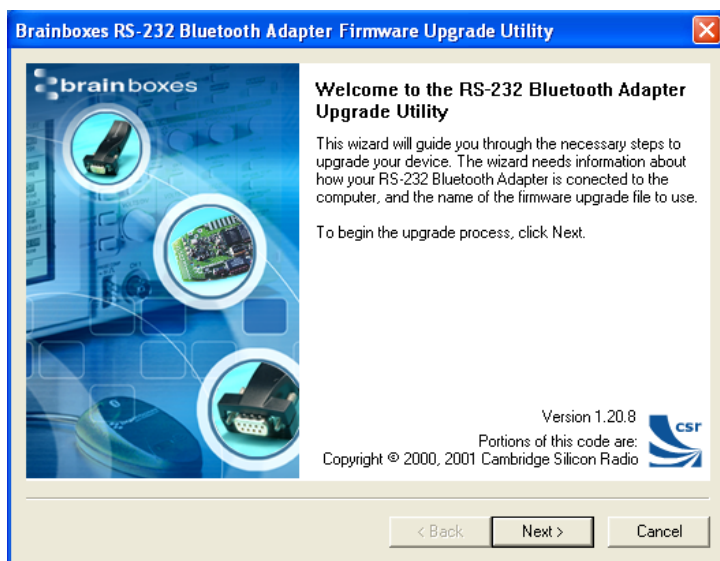 Brainboxes RS-232 Bluetooth Adapter Firmware Upgrade Utility
brainboxes
Welcome to the RS-232 Bluetooth Adapter
Upgrade Utility
This wizard will guide you through the necessary steps to
upgrade your device. The wizard needs information about
how your RS-232 Bluetooth Adapter is conected to the
computer, and the name of the firmware upgrade file to use.
To begin the upgrade process, click Next.
Version 1.20.8
Portions of this code are:
Copyright © 2000, 2001 Cambridge Silicon Radio
csr
< Back
Next >
Cancel